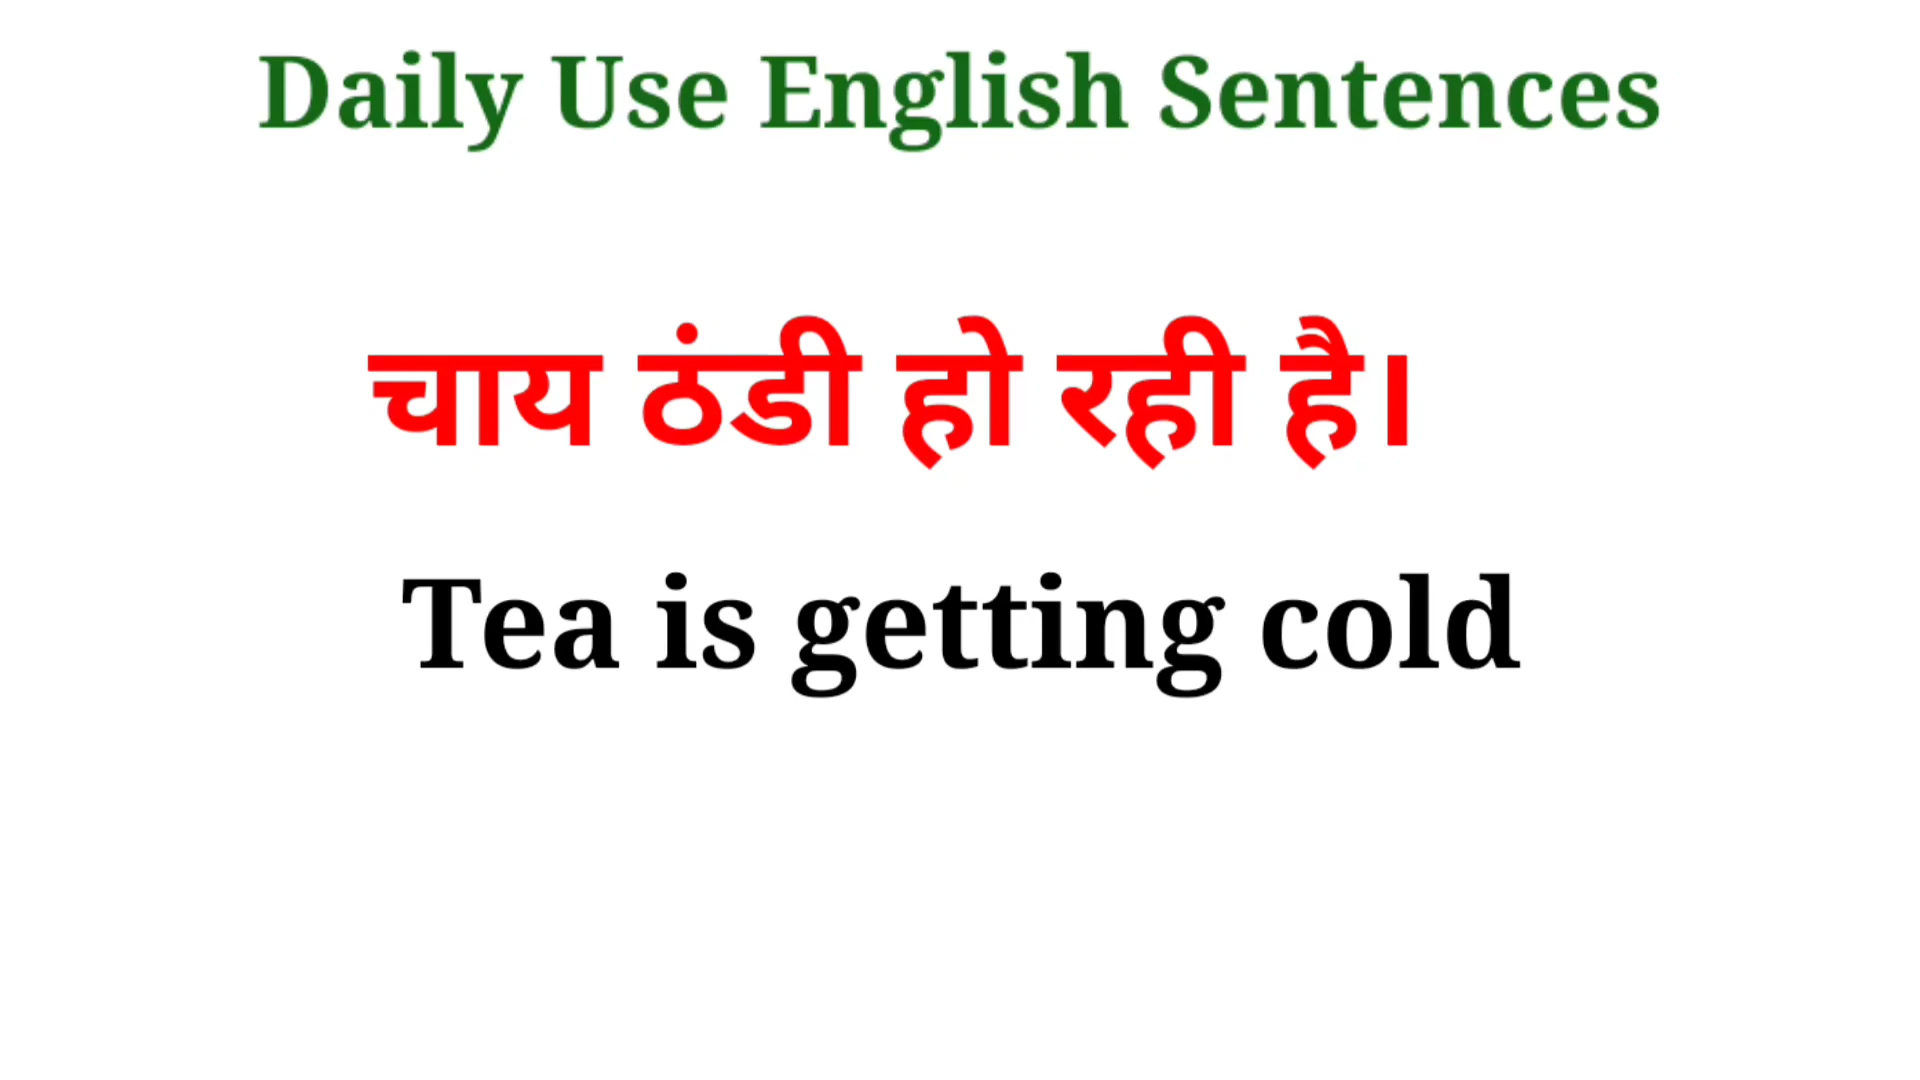 Daily Use English Sentences
चाय ठंडी हो रही है।
Tea is getting cold